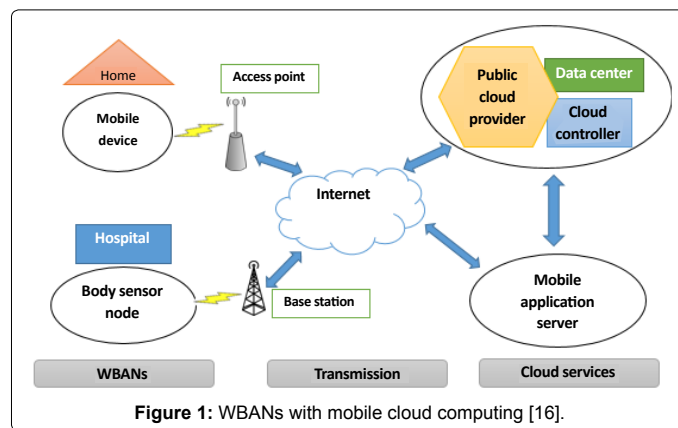 Home
Mobile
device
Access point
Public
cloud
provider
Data center
Cloud
controller
Internet
Hospital
Body sensor
node
Base station
Mobile
application
server
WBANs
Transmission
Cloud services
Figure 1: WBANs with mobile cloud computing [16].